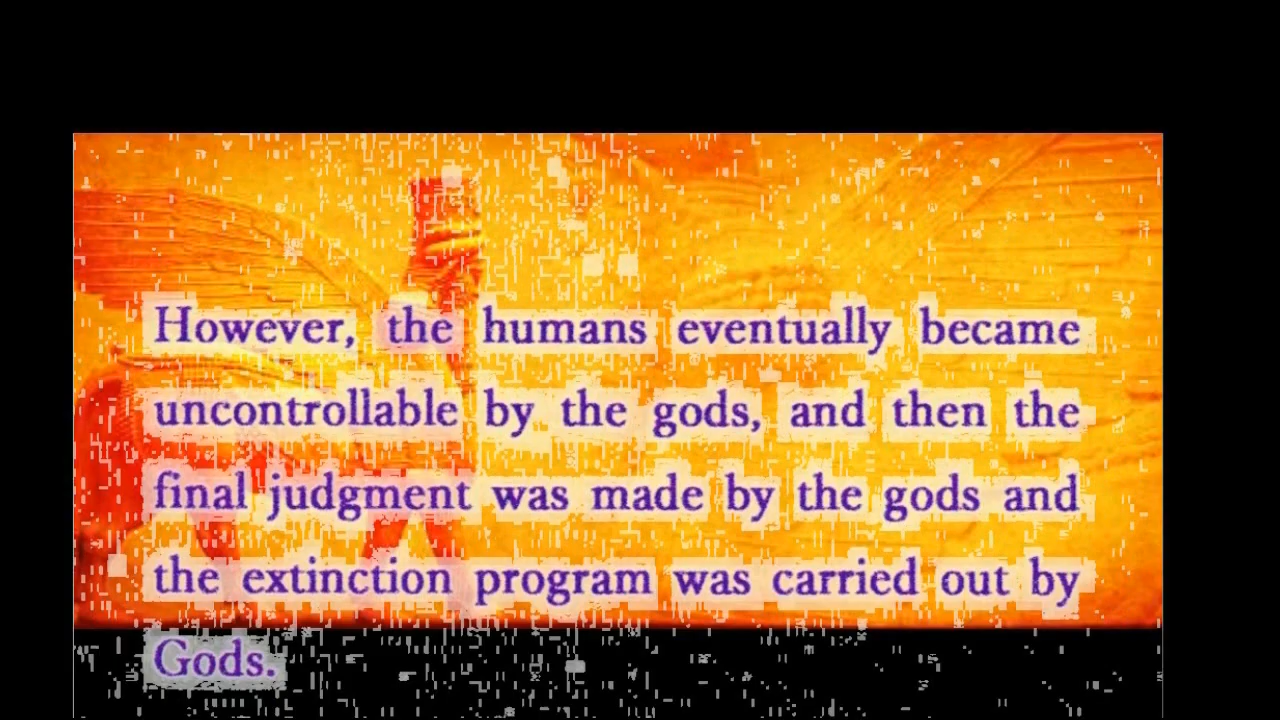 However, the humans eventually became
uncontrollable by the gods, and then the
final judgment was made by the gods and
the extinction program was carried out by
Gods.